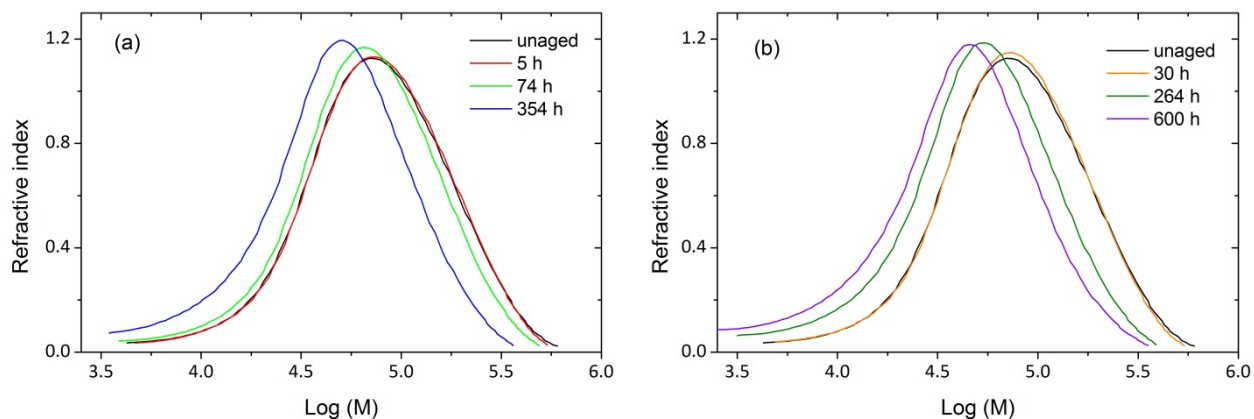 (a)
unaged
5 h
74 h
354 h
1.2
0.8
0.4
0.0
Refractive index
3.5 4.0 4.5 5.0 5.5 6.0
Log (M)
(b)
unaged
30 h
264 h
600 h
1.2
0.8
0.4
0.0
Refractive index
3.5 4.0 4.5 5.0 5.5 6.0
Log (M)